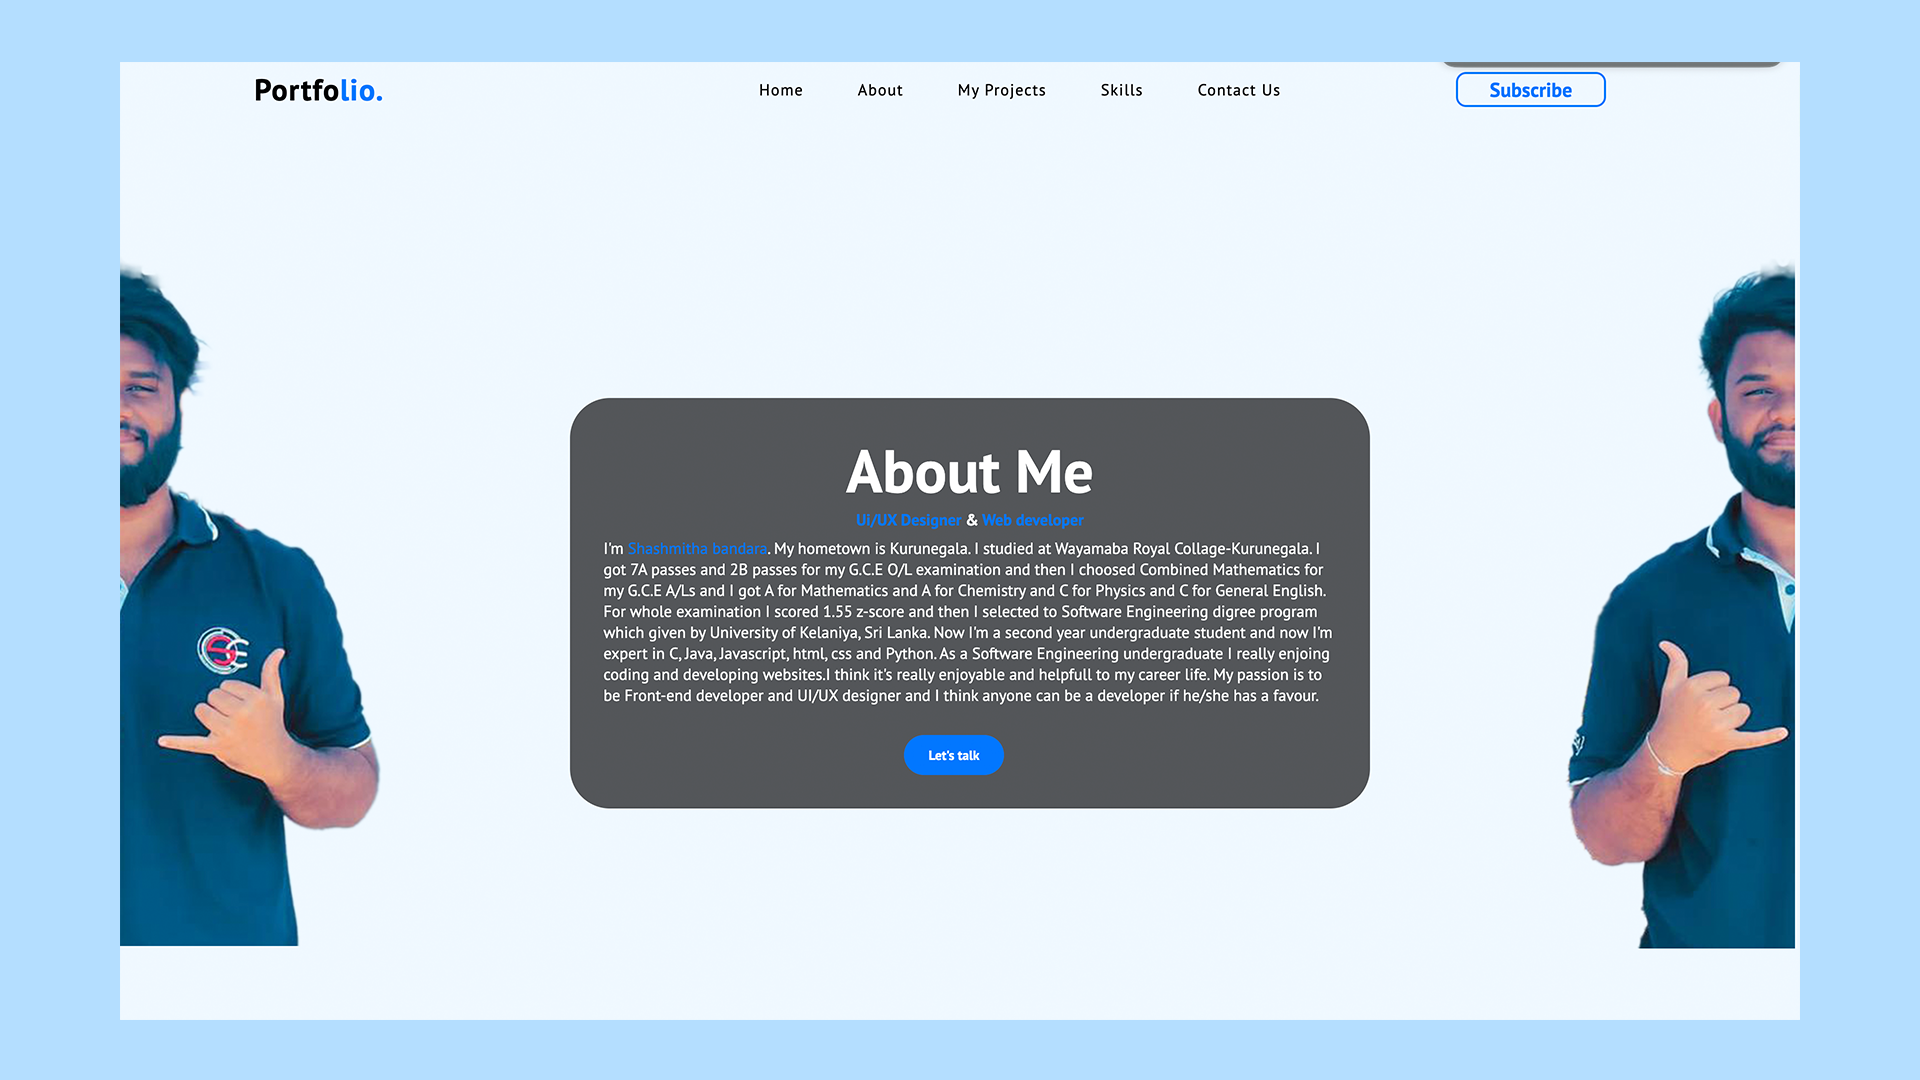 Portfolio.
Home About My Projects Skills Contact Us
Subscribe
About Me
Ui/UX Designer & Web developer
I'm Shashmitha bandara. My hometown is Kurunegala. I studied at Wayamaba Royal Collage-Kurunegala. I
got 7A passes and 2B passes for my G.C.E O/L examination and then I choosed Combined Mathematics for
my G.C.E A/Ls and I got A for Mathematics and A for Chemistry and C for Physics and C for General English.
For whole examination I scored 1.55 z-score and then I selected to Software Engineering digree program
which given by University of Kelaniya, Sri Lanka. Now I'm a second year undergraduate student and now I'm
expert in C, Java, Javascript, html, css and Python. As a Software Engineering undergraduate I really enjoing
coding and developing websites.I think it's really enjoyable and helpfull to my career life. My passion is to
be Front-end developer and UI/UX designer and I think anyone can be a developer if he/she has a favour.
Let's talk